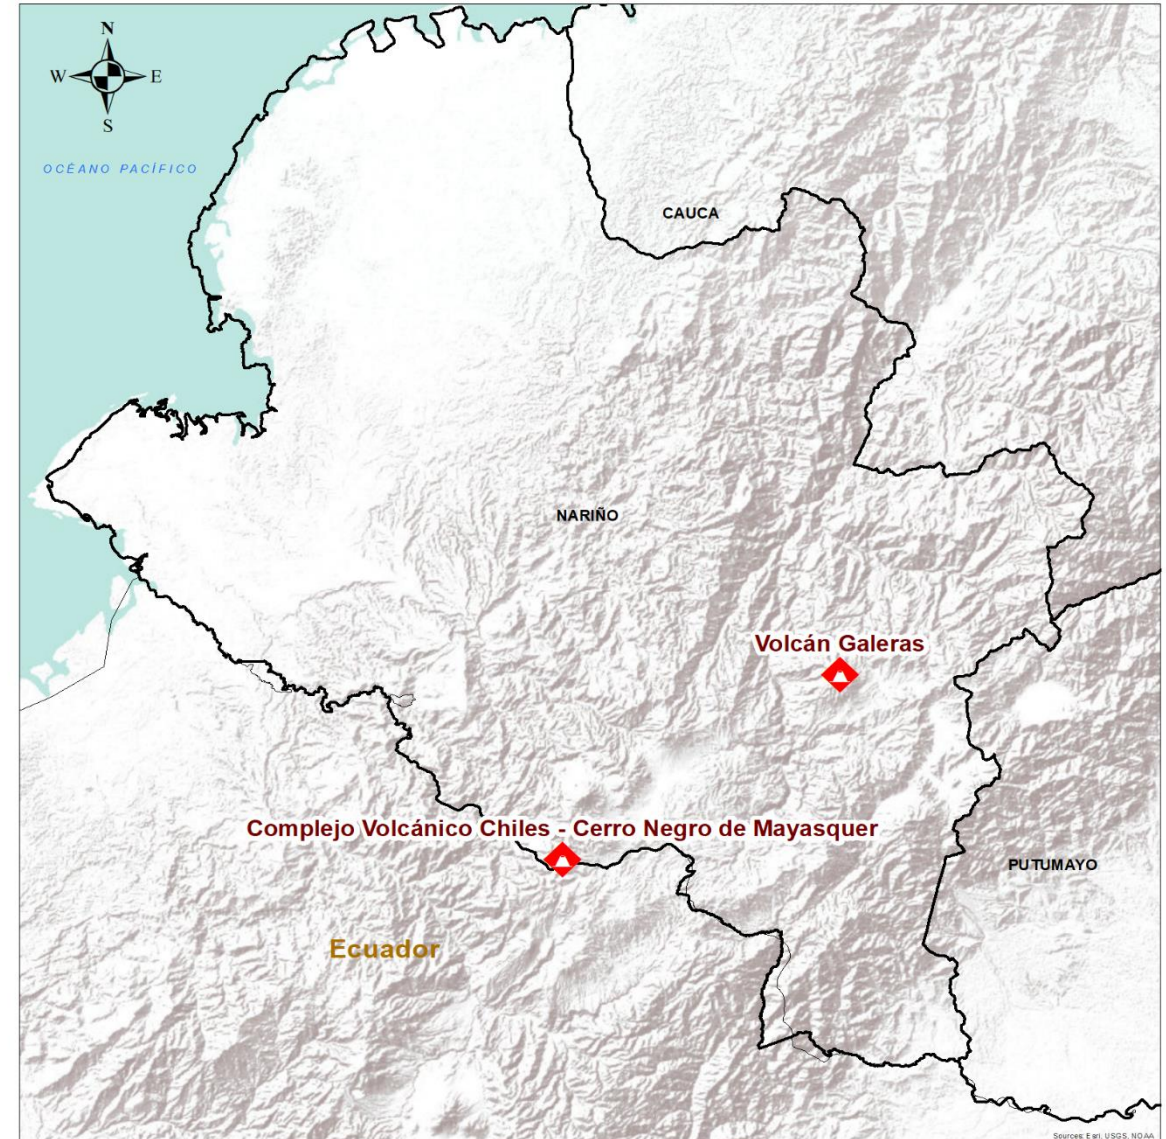 N
W E
S
OCÉANO PACÍFICO
CAUCA
NARIÑO
Volcán Galeras
Complejo Volcánico Chiles - Cerro Negro de Mayasquer
PUTUMAYO
Ecuador
Sources: Esri, USGS, NOAA